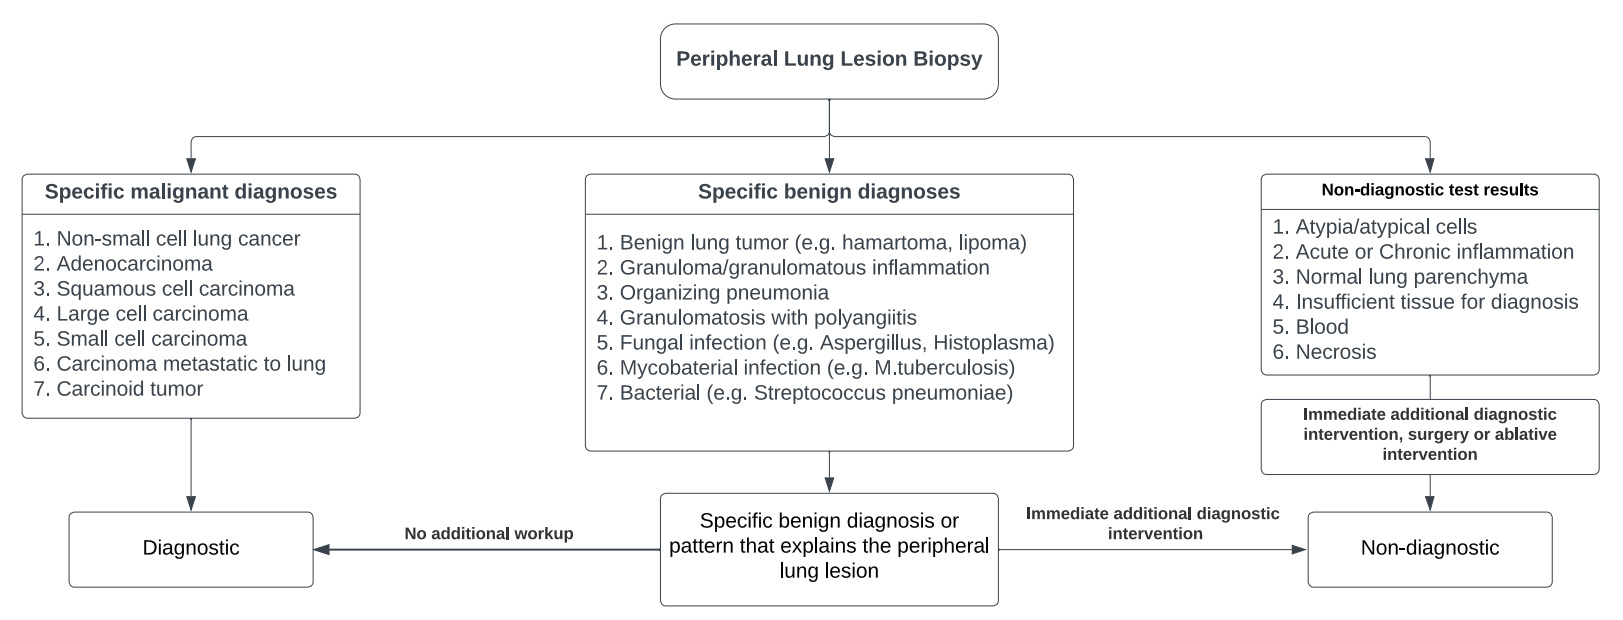 Peripheral Lung Lesion Biopsy
Specific malignant diagnoses
1. Non-small cell lung cancer
2. Adenocarcinoma
3. Squamous cell carcinoma
4. Large cell carcinoma
5. Small cell carcinoma
6. Carcinoma metastatic to lung
7. Carcinoid tumor
Specific benign diagnoses
1. Benign lung tumor (e.g. hamartoma, lipoma)
2. Granuloma/granulomatous inflammation
3. Organizing pneumonia
4. Granulomatosis with polyangiitis
5. Fungal infection (e.g. Aspergillus, Histoplasma)
6. Mycobaterial infection (e.g. M.tuberculosis)
7. Bacterial (e.g. Streptococcus pneumoniae)
Non-diagnostic test results
1. Atypia/atypical cells
2. Acute or Chronic inflammation
3. Normal lung parenchyma
4. Insufficient tissue for diagnosis
5. Blood
6. Necrosis
Immediate additional diagnostic
intervention, surgery or ablative
intervention
Diagnostic
No additional workup
Specific benign diagnosis or
pattern that explains the peripheral
lung lesion
Immediate additional diagnostic
intervention
Non-diagnostic